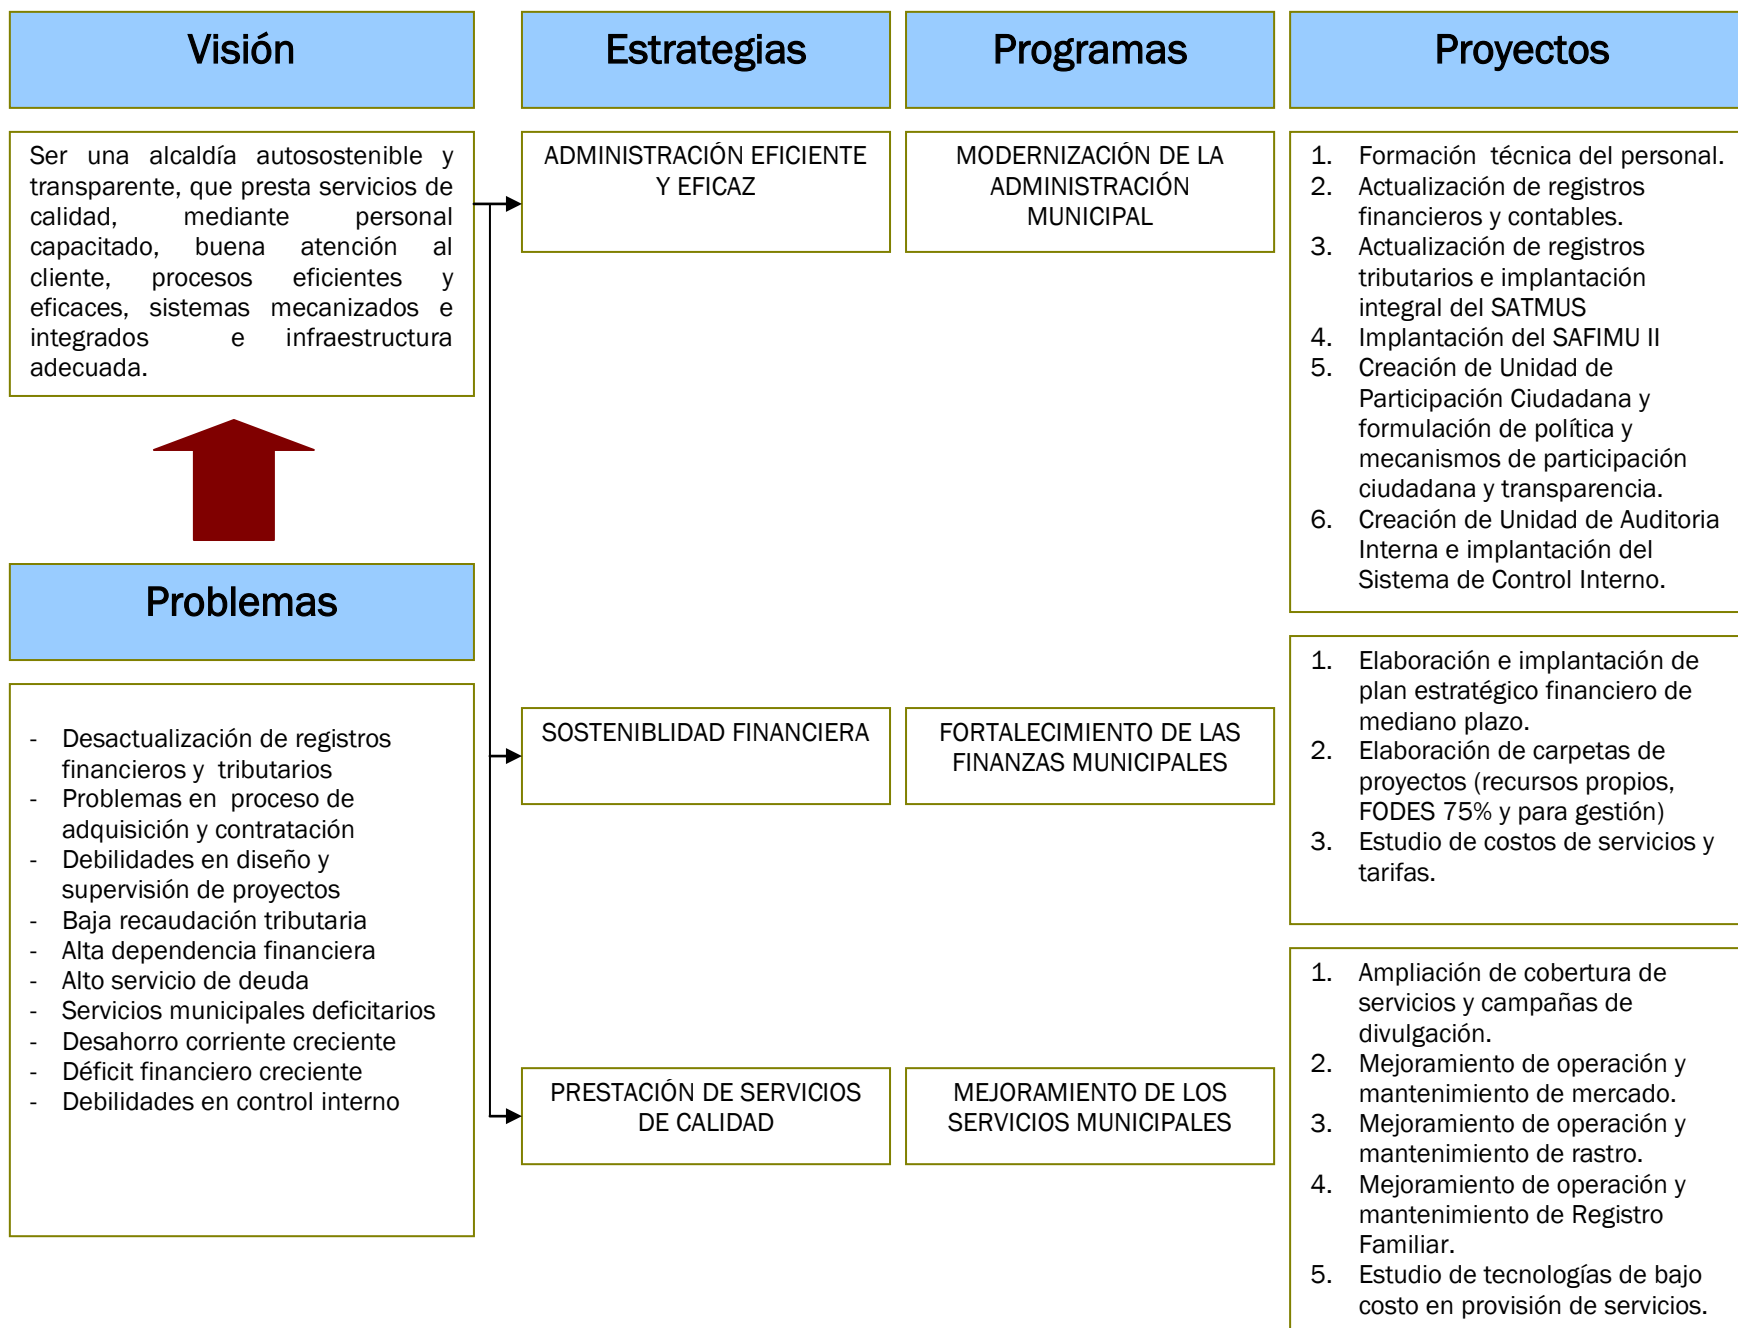 Visión
Ser una alcaldía autosostenible y
transparente, que presta servicios de
calidad, mediante personal
capacitado, buena atención al
cliente, procesos eficientes y
eficaces, sistemas mecanizados e
integrados e infraestructura
adecuada.
Problemas
- Desactualización de registros
financieros y tributarios
- Problemas en proceso de
adquisición y contratación
- Debilidades en diseño y
supervisión de proyectos
- Baja recaudación tributaria
- Alta dependencia financiera
- Alto servicio de deuda
- Servicios municipales deficitarios
- Desahorro corriente creciente
- Déficit financiero creciente
- Debilidades en control interno
Estrategias
ADMINISTRACIÓN EFICIENTE
Y EFICAZ
SOSTENIBLIDAD FINANCIERA
PRESTACIÓN DE SERVICIOS
DE CALIDAD
Programas
MODERNIZACIÓN DE LA
ADMINISTRACIÓN
MUNICIPAL
FORTALECIMIENTO DE LAS
FINANZAS MUNICIPALES
MEJORAMIENTO DE LOS
SERVICIOS MUNICIPALES
Proyectos
1. Formación técnica del personal.
2. Actualización de registros
financieros y contables.
3. Actualización de registros
tributarios e implantación
integral del SATMUS
4. Implantación del SAFIMU II
5. Creación de Unidad de
Participación Ciudadana y
formulación de política y
mecanismos de participación
ciudadana y transparencia.
6. Creación de Unidad de Auditoria
Interna e implantación del
Sistema de Control Interno.
1. Elaboración e implantación de
plan estratégico financiero de
mediano plazo.
2. Elaboración de carpetas de
proyectos (recursos propios,
FODES 75% y para gestión)
3. Estudio de costos de servicios y
tarifas.
1. Ampliación de cobertura de
servicios y campañas de
divulgación.
2. Mejoramiento de operación y
mantenimiento de mercado.
3. Mejoramiento de operación y
mantenimiento de rastro.
4. Mejoramiento de operación y
mantenimiento de Registro
Familiar.
5. Estudio de tecnologías de bajo
costo en provisión de servicios.